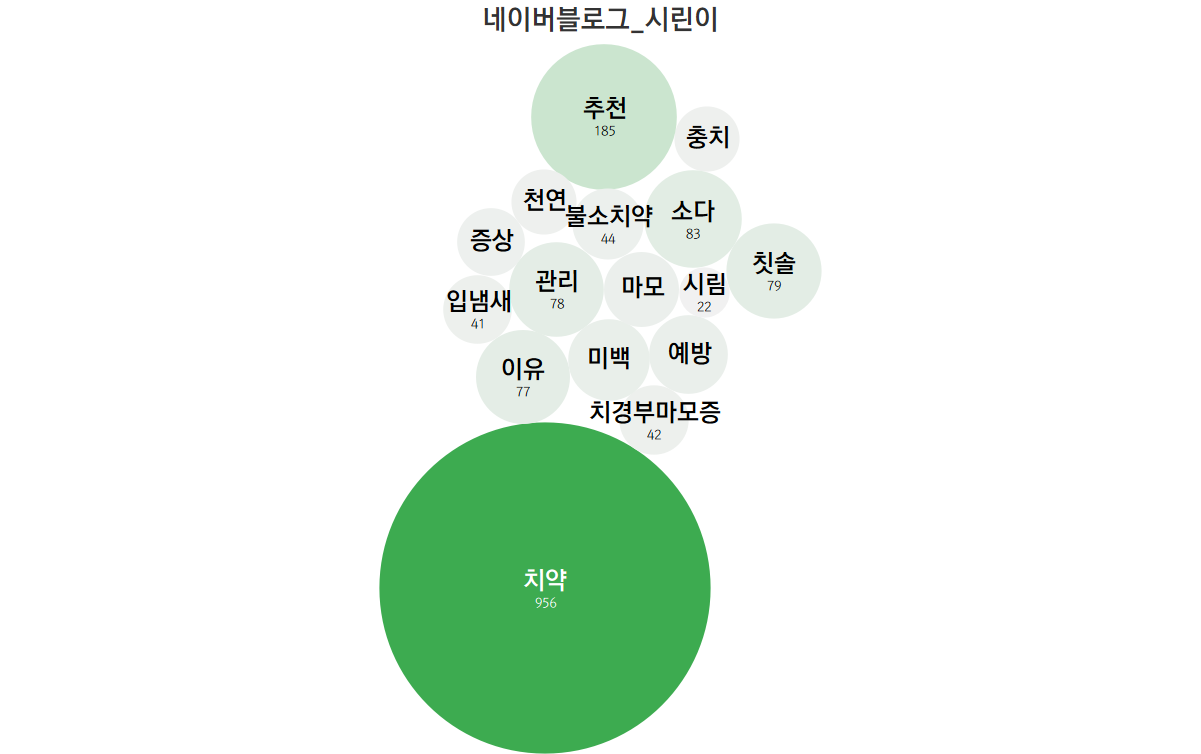 네이버블로그_시린이
추천
185
충치
천연
불소치약
44
소다
83
증상
칫솔
79
관리
78
마모
시림
22
입냄새
41
이유
77
미백
예방
치경부마모증
42
치약
956